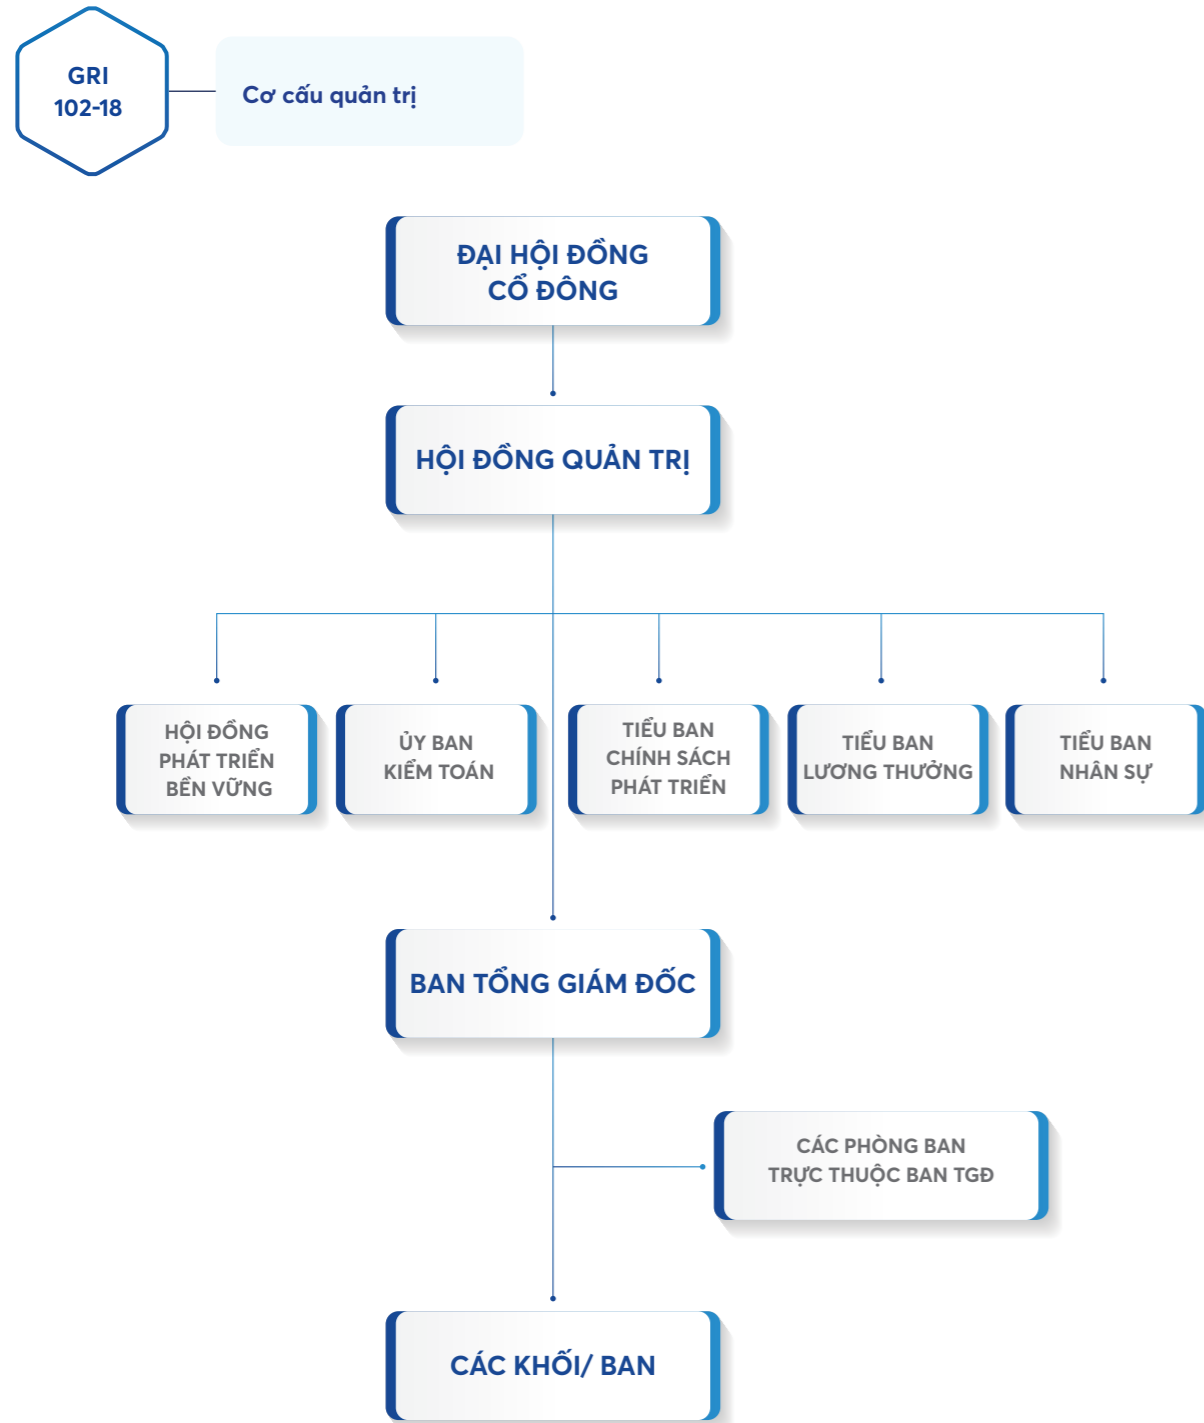 GRI
102-18
Cơ cấu quản trị
ĐẠI HỘI ĐỒNG
CỔ ĐÔNG
HỘI ĐỒNG QUẢN TRỊ
HỘI ĐỒNG
PHÁT TRIỂN
BỀN VỮNG
ỦY BAN
KIỂM TOÁN
TIỂU BAN
CHÍNH SÁCH
PHÁT TRIỂN
TIỂU BAN
LƯƠNG THƯỞNG
TIỂU BAN
NHÂN SỰ
BAN TỔNG GIÁM ĐỐC
CÁC PHÒNG BAN
TRỰC THUỘC BAN TGĐ
CÁC KHỐI/ BAN